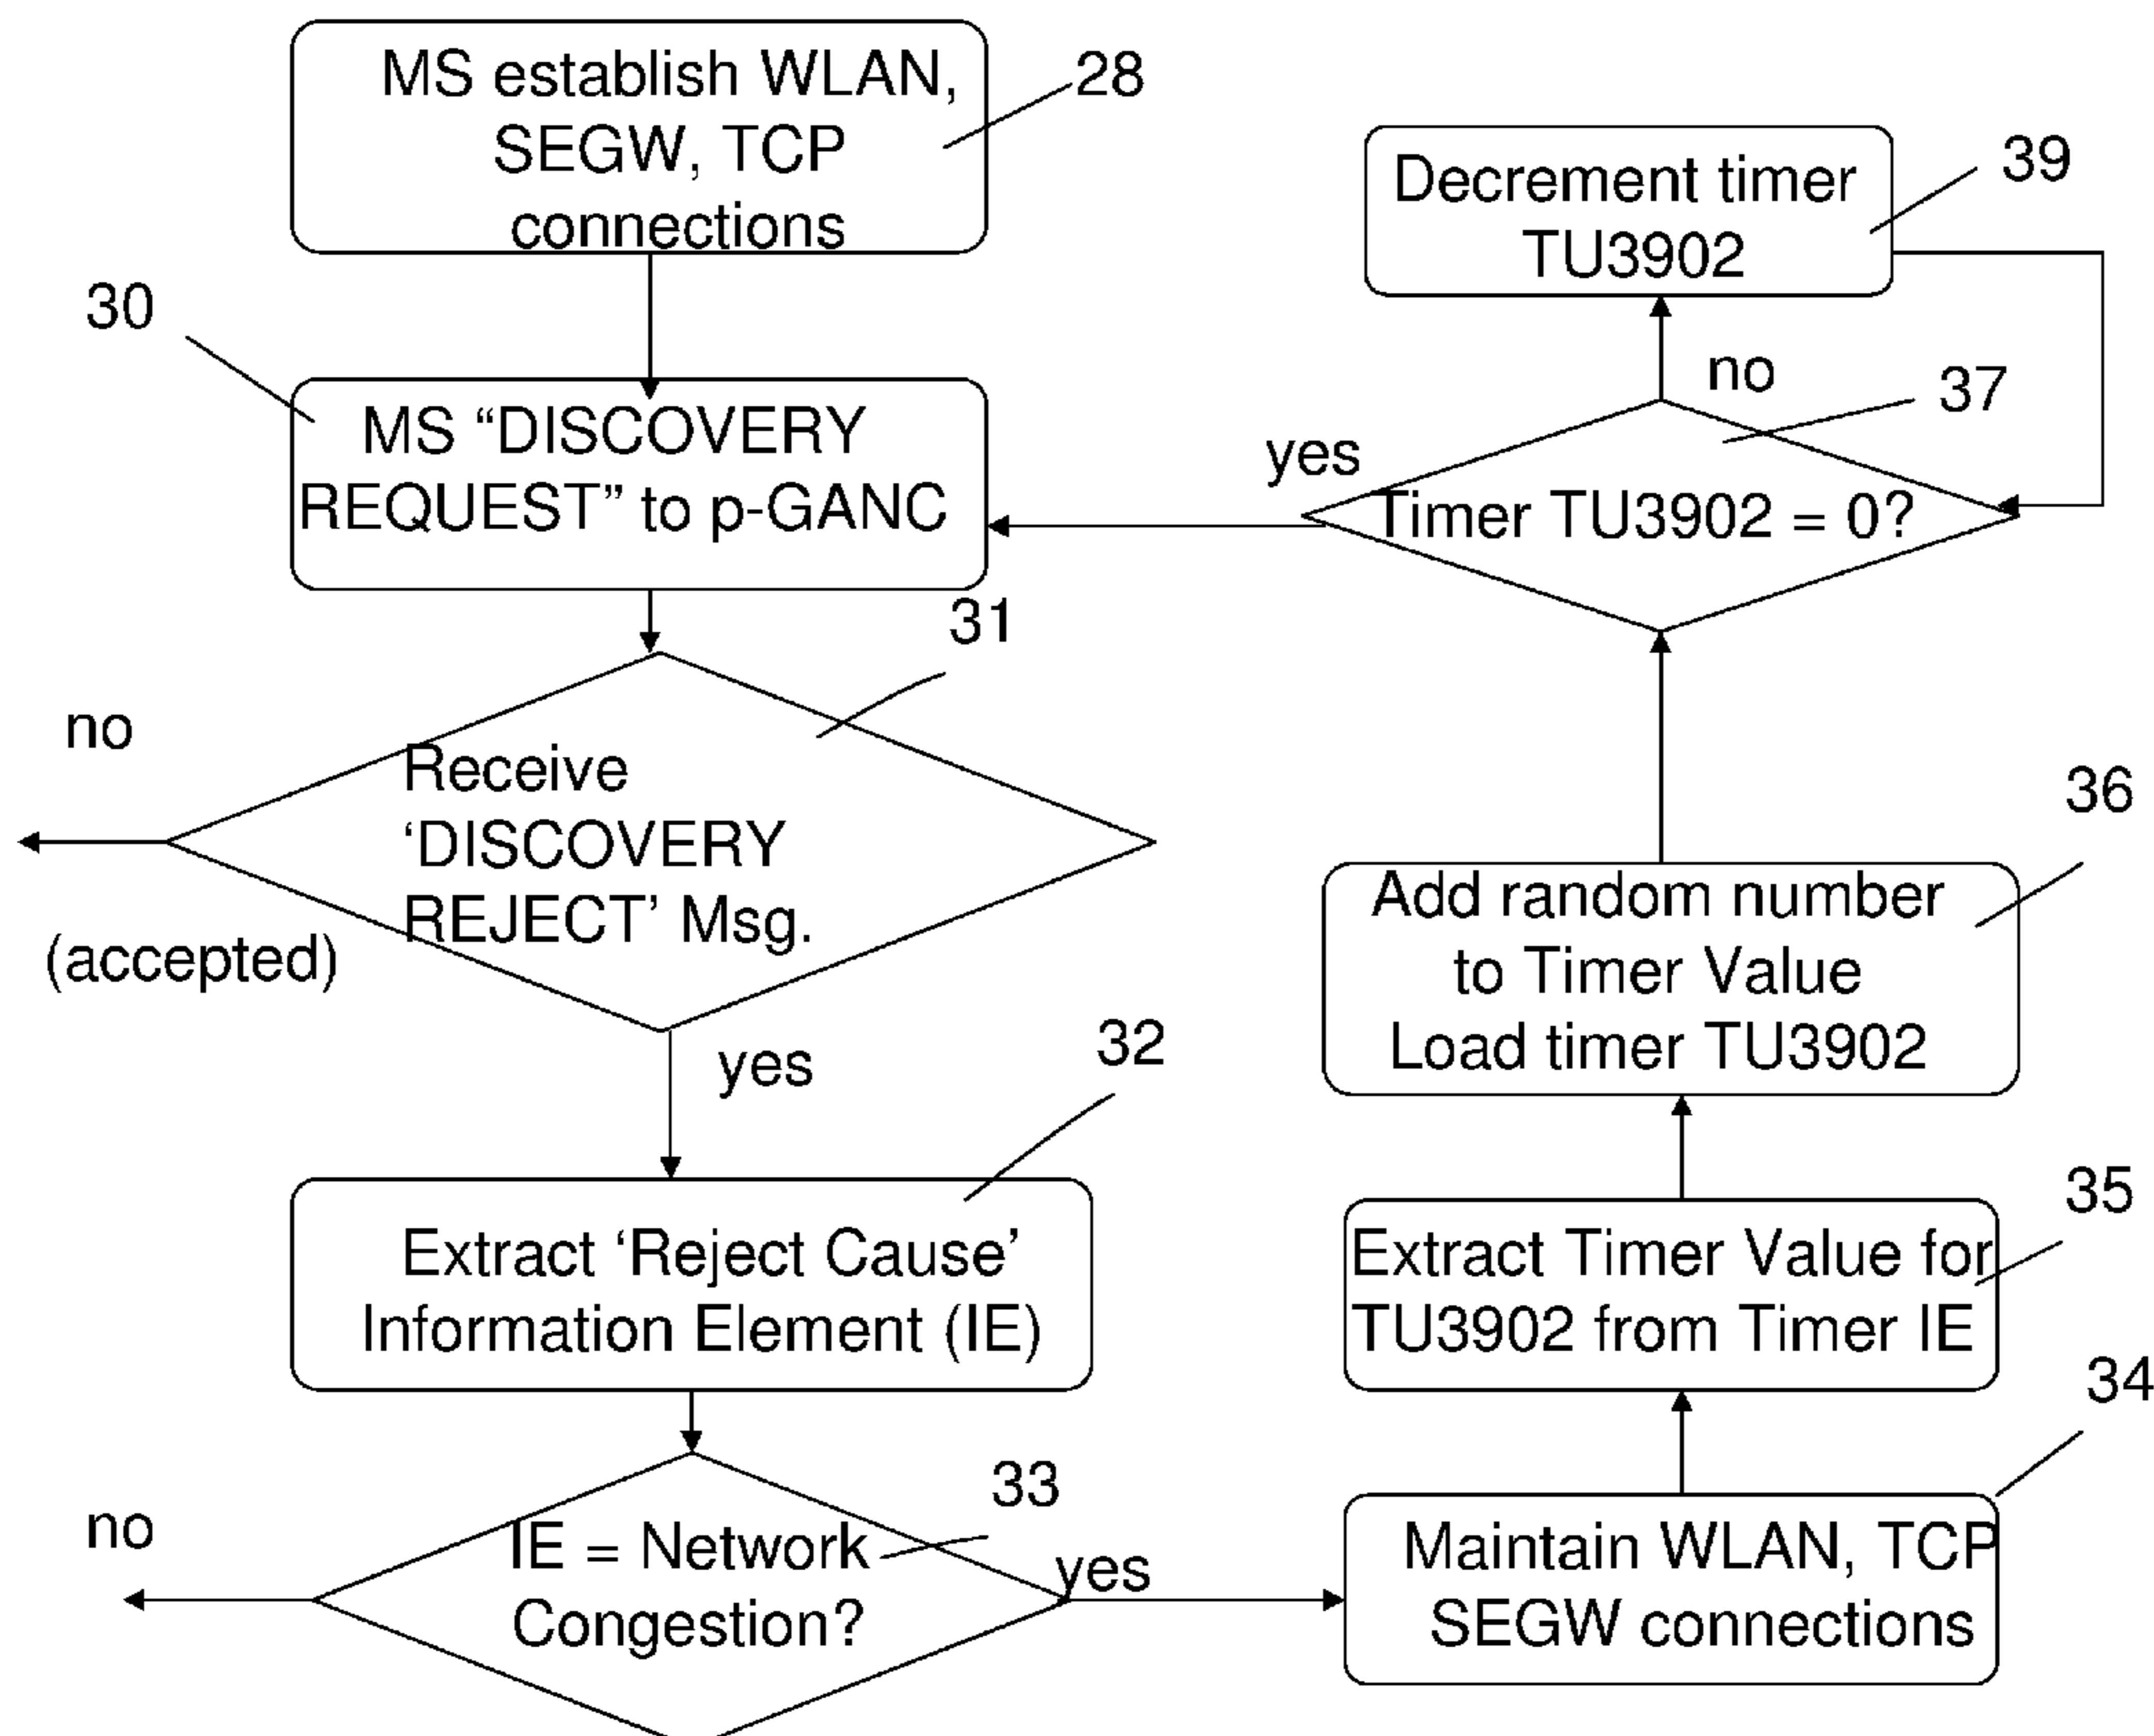 MS establish WLAN,
SEGW, TCP
connections
28
30
MS “DISCOVERY
REQUEST” to p-GANC
31
Receive
‘DISCOVERY
REJECT’ Msg.
no
(accepted)
yes
32
Extract ‘Reject Cause’
Information Element (IE)
33
IE = Network
Congestion?
no
yes
34
Maintain WLAN, TCP
SEGW connections
35
Extract Timer Value for
TU3902 from Timer IE
36
Add random number
to Timer Value
Load timer TU3902
37
Timer TU3902 = 0?
yes
no
39
Decrement timer
TU3902